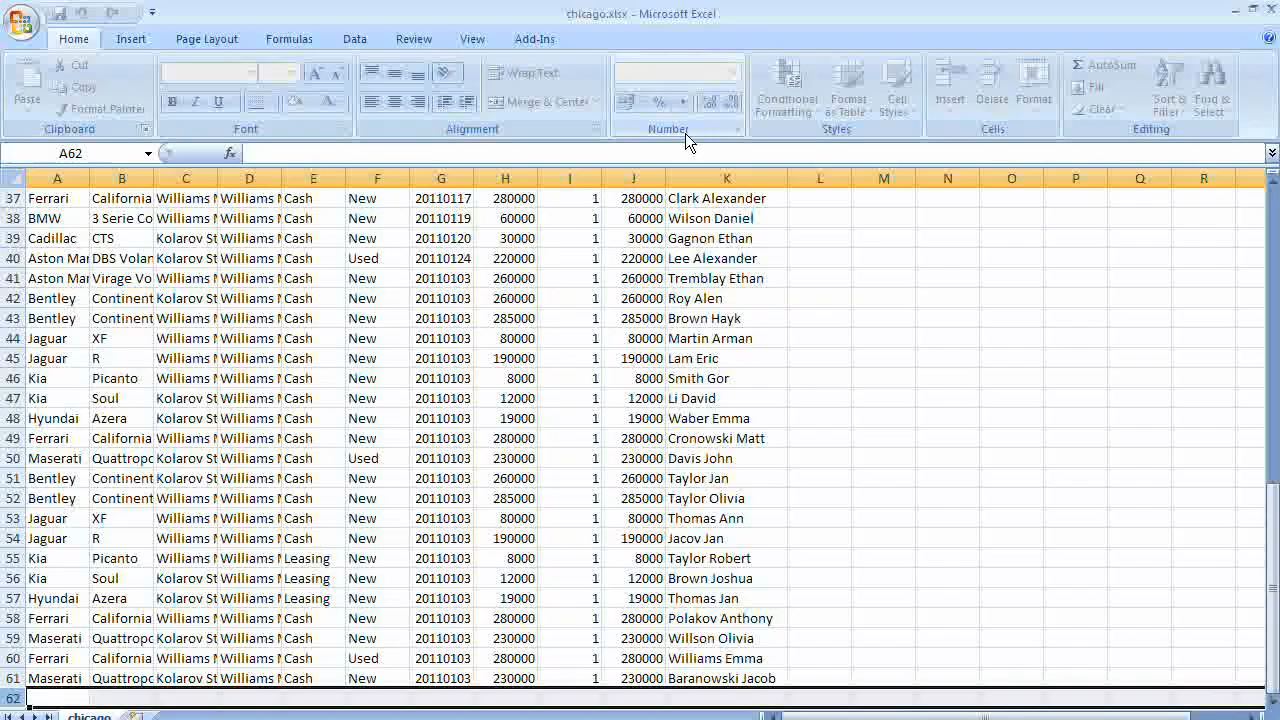 chicago.xlsx - Microsoft Excel
Home Insert Page Layout Formulas Data Review View Add-Ins
Paste Cut Copy Format Painter Clipboard
B I U A A A Font
Wrap Text Merge & Center Alignment
% Number
Conditional Formatting Format as Table Cell Styles Styles
Insert Delete Format Cells
Σ AutoSum Fill Clear Sort & Filter Find & Select Editing
A62 fx
A B C D E F G H I J K L M N O P Q R
37 Ferrari California Williams Williams Cash New 20110117 280000 1 280000 Clark Alexander
38 BMW 3 Serie Co Williams Williams Cash New 20110119 60000 1 60000 Wilson Daniel
39 Cadillac CTS Kolarov St Williams Cash New 20110120 30000 1 30000 Gagnon Ethan
40 Aston Mar DBS Volan Kolarov St Williams Cash Used 20110124 220000 1 220000 Lee Alexander
41 Aston Mar Virage Vo Williams Williams Cash New 20110103 260000 1 260000 Tremblay Ethan
42 Bentley Continent Kolarov St Williams Cash New 20110103 260000 1 260000 Roy Alen
43 Bentley Continent Kolarov St Williams Cash New 20110103 285000 1 285000 Brown Hayk
44 Jaguar XF Williams Williams Cash New 20110103 80000 1 80000 Martin Arman
45 Jaguar R Williams Williams Cash New 20110103 190000 1 190000 Lam Eric
46 Kia Picanto Williams Williams Cash New 20110103 8000 1 8000 Smith Gor
47 Kia Soul Kolarov St Williams Cash New 20110103 12000 1 12000 Li David
48 Hyundai Azera Kolarov St Williams Cash New 20110103 19000 1 19000 Waber Emma
49 Ferrari California Williams Williams Cash New 20110103 280000 1 280000 Cronowski Matt
50 Maserati Quattropo Kolarov St Williams Cash Used 20110103 230000 1 230000 Davis John
51 Bentley Continent Kolarov St Williams Cash New 20110103 260000 1 260000 Taylor Jan
52 Bentley Continent Kolarov St Williams Cash New 20110103 285000 1 285000 Taylor Olivia
53 Jaguar XF Williams Williams Cash New 20110103 80000 1 80000 Thomas Ann
54 Jaguar R Williams Williams Cash New 20110103 190000 1 190000 Jacov Jan
55 Kia Picanto Williams Williams Leasing New 20110103 8000 1 8000 Taylor Robert
56 Kia Soul Kolarov St Williams Leasing New 20110103 12000 1 12000 Brown Joshua
57 Hyundai Azera Kolarov St Williams Leasing New 20110103 19000 1 19000 Thomas Jan
58 Ferrari California Williams Williams Cash New 20110103 280000 1 280000 Polakov Anthony
59 Maserati Quattropo Kolarov St Williams Cash New 20110103 230000 1 230000 Willson Olivia
60 Ferrari California Williams Williams Cash Used 20110103 280000 1 280000 Williams Emma
61 Maserati Quattropo Kolarov St Williams Cash New 20110103 230000 1 230000 Baranowski Jacob
62
chicago